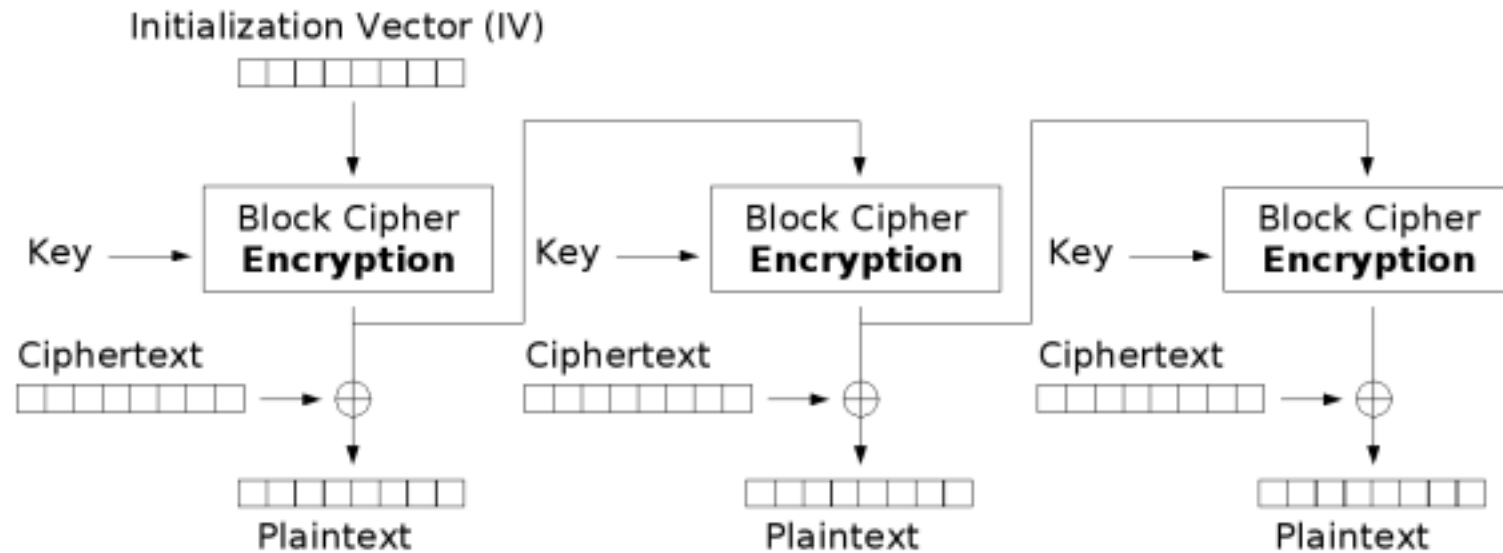 Initialization Vector (IV)
Key
Block Cipher
Encryption
Key
Block Cipher
Encryption
Key
Block Cipher
Encryption
Ciphertext
Ciphertext
Ciphertext
Plaintext
Plaintext
Plaintext